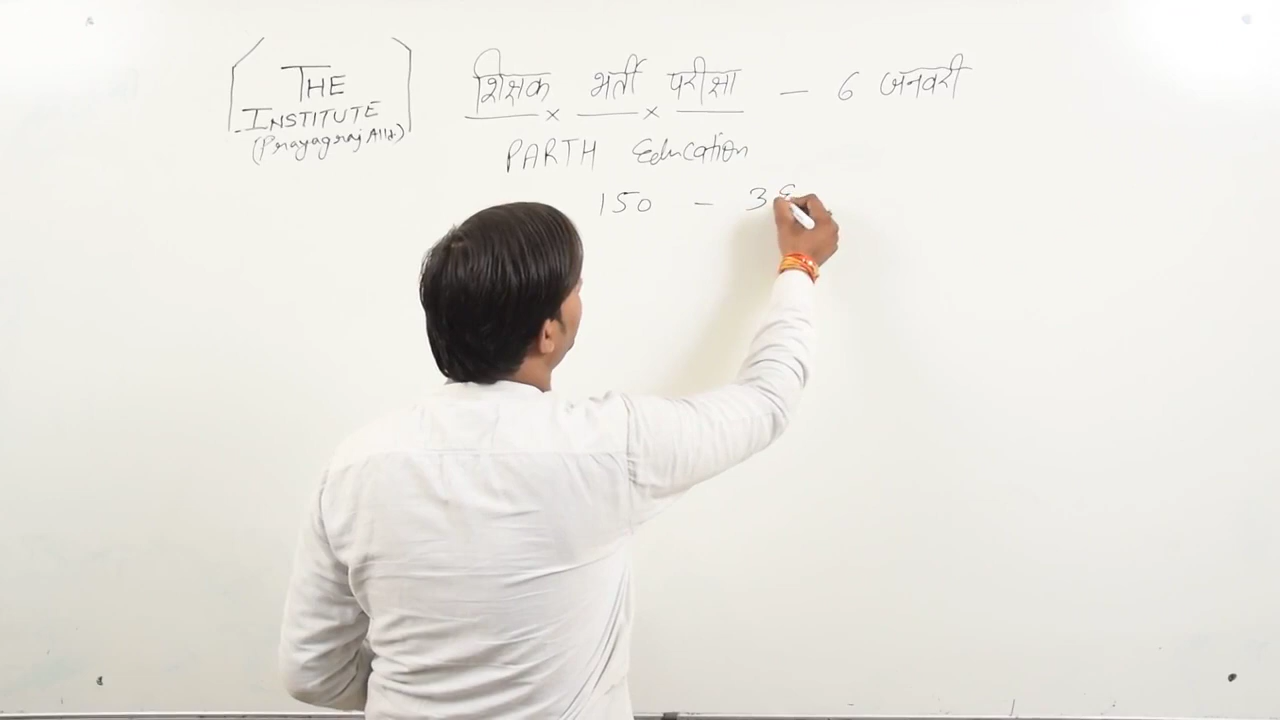 THE
INSTITUTE
(Prayagraj Alld.)
शिक्षक भर्ती परीक्षा - 6 जनवरी
PARTH Education
150 - 3